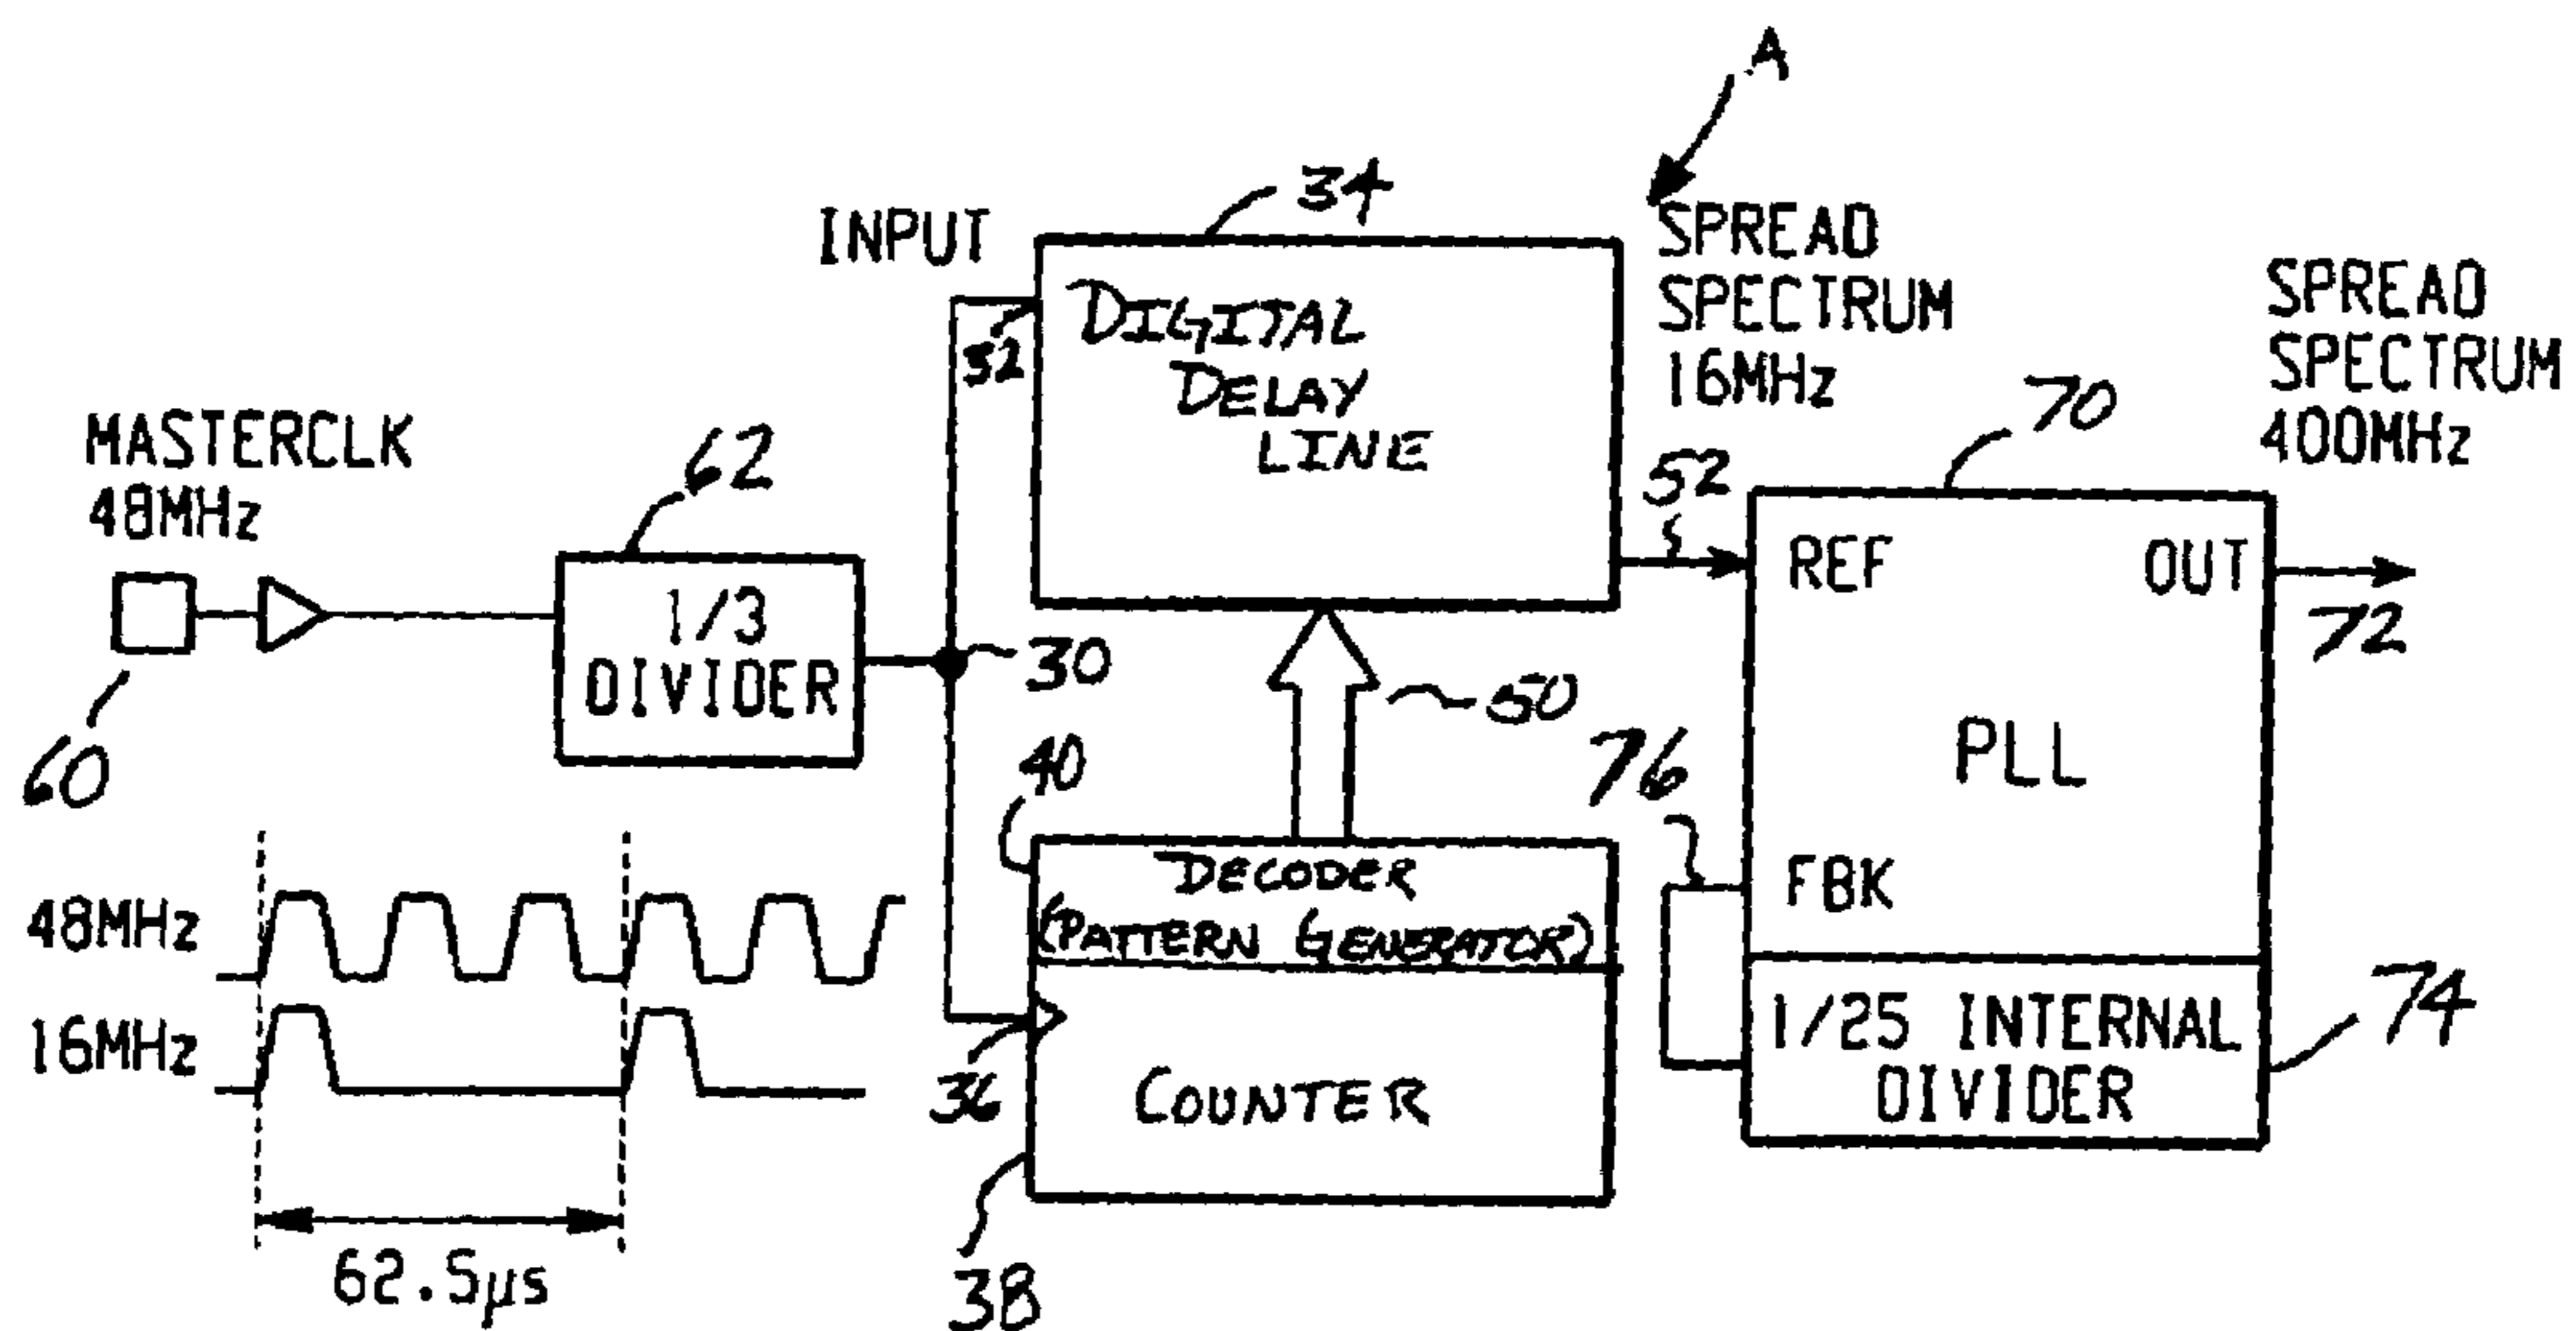 A
34
INPUT
SPREAD
SPECTRUM
16MHz
SPREAD
SPECTRUM
400MHz
DIGITAL
DELAY
LINE
32
MASTERCLK
48MHz
62
52
70
REF
OUT
72
1/3
DIVIDER
30
50
60
40
76
PLL
DECODER
(PATTERN GENERATOR)
FBK
48MHz
16MHz
36
COUNTER
1/25 INTERNAL
DIVIDER
74
62.5µs
38